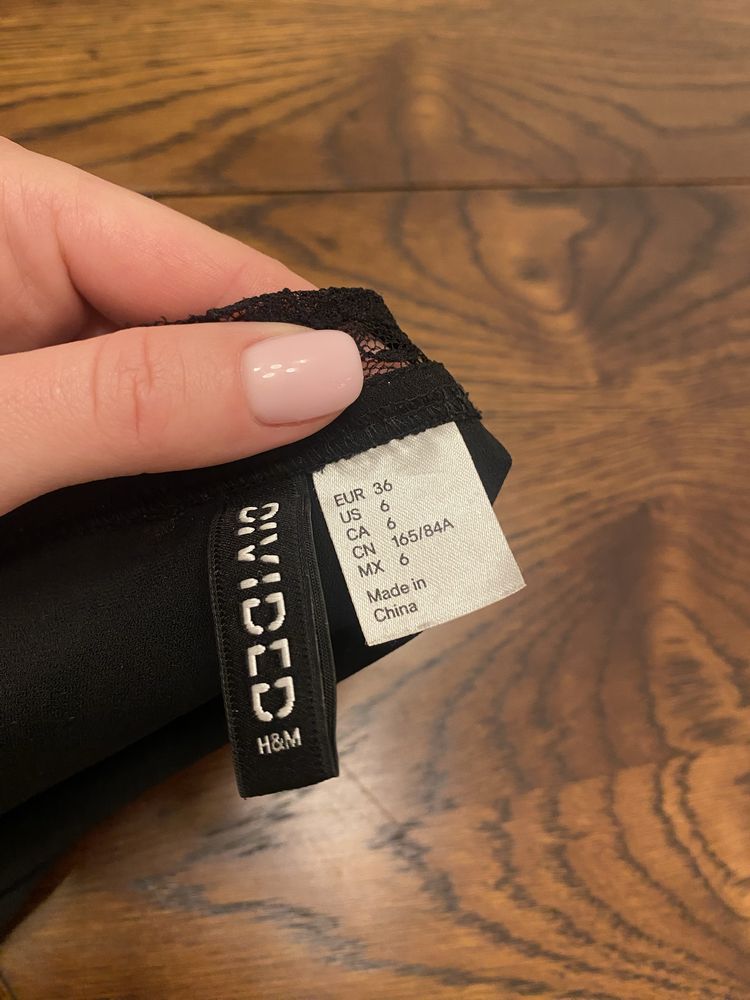 DIVIDED
H&M
EUR 36
US 6
CA 6
CN 165/84A
MX 6
Made in
China